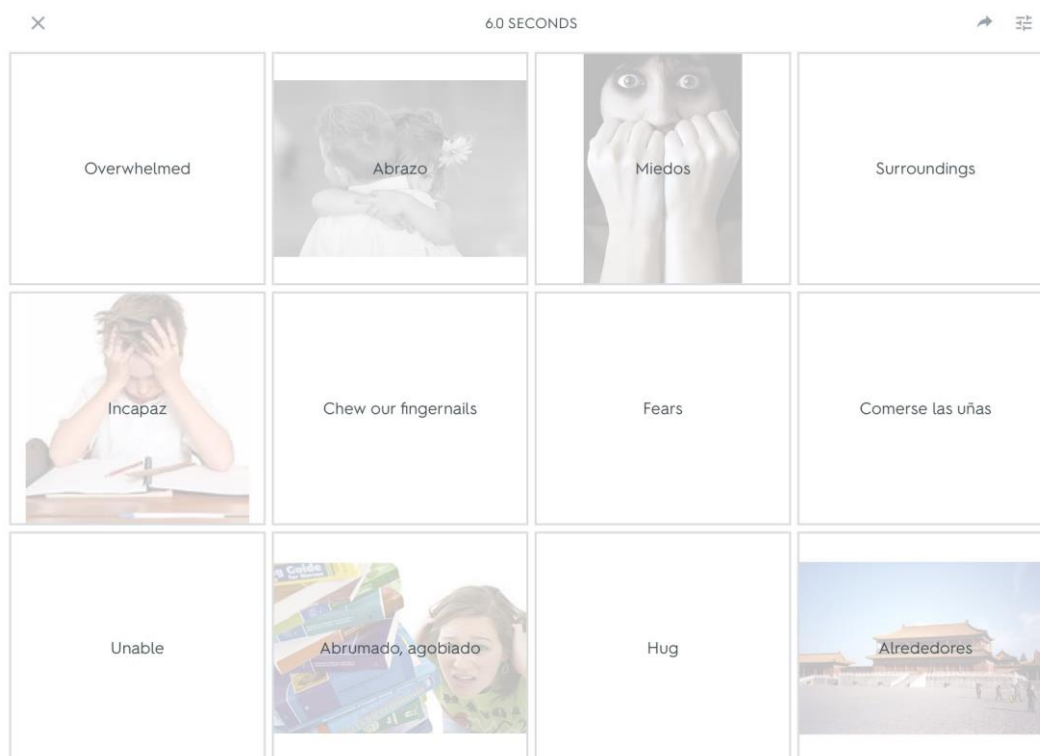 6.0 SECONDS
Overwhelmed
Abrazo
Miedos
Surroundings
Incapaz
Chew our fingernails
Fears
Comerse las uñas
Unable
Guide
Abrumado, agobiado
Hug
Alrededores